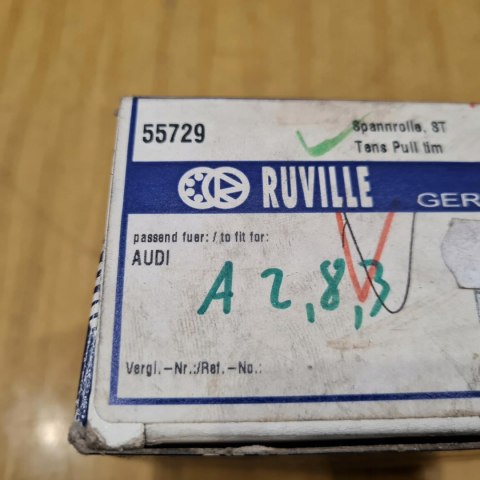 55729
Spannrolle, ST
Tens Pull tim
RUVILLE
GER
passend fuer: / to fit for:
AUDI
A 2,8,3
Vergl.-Nr.:/Ref.-No.: